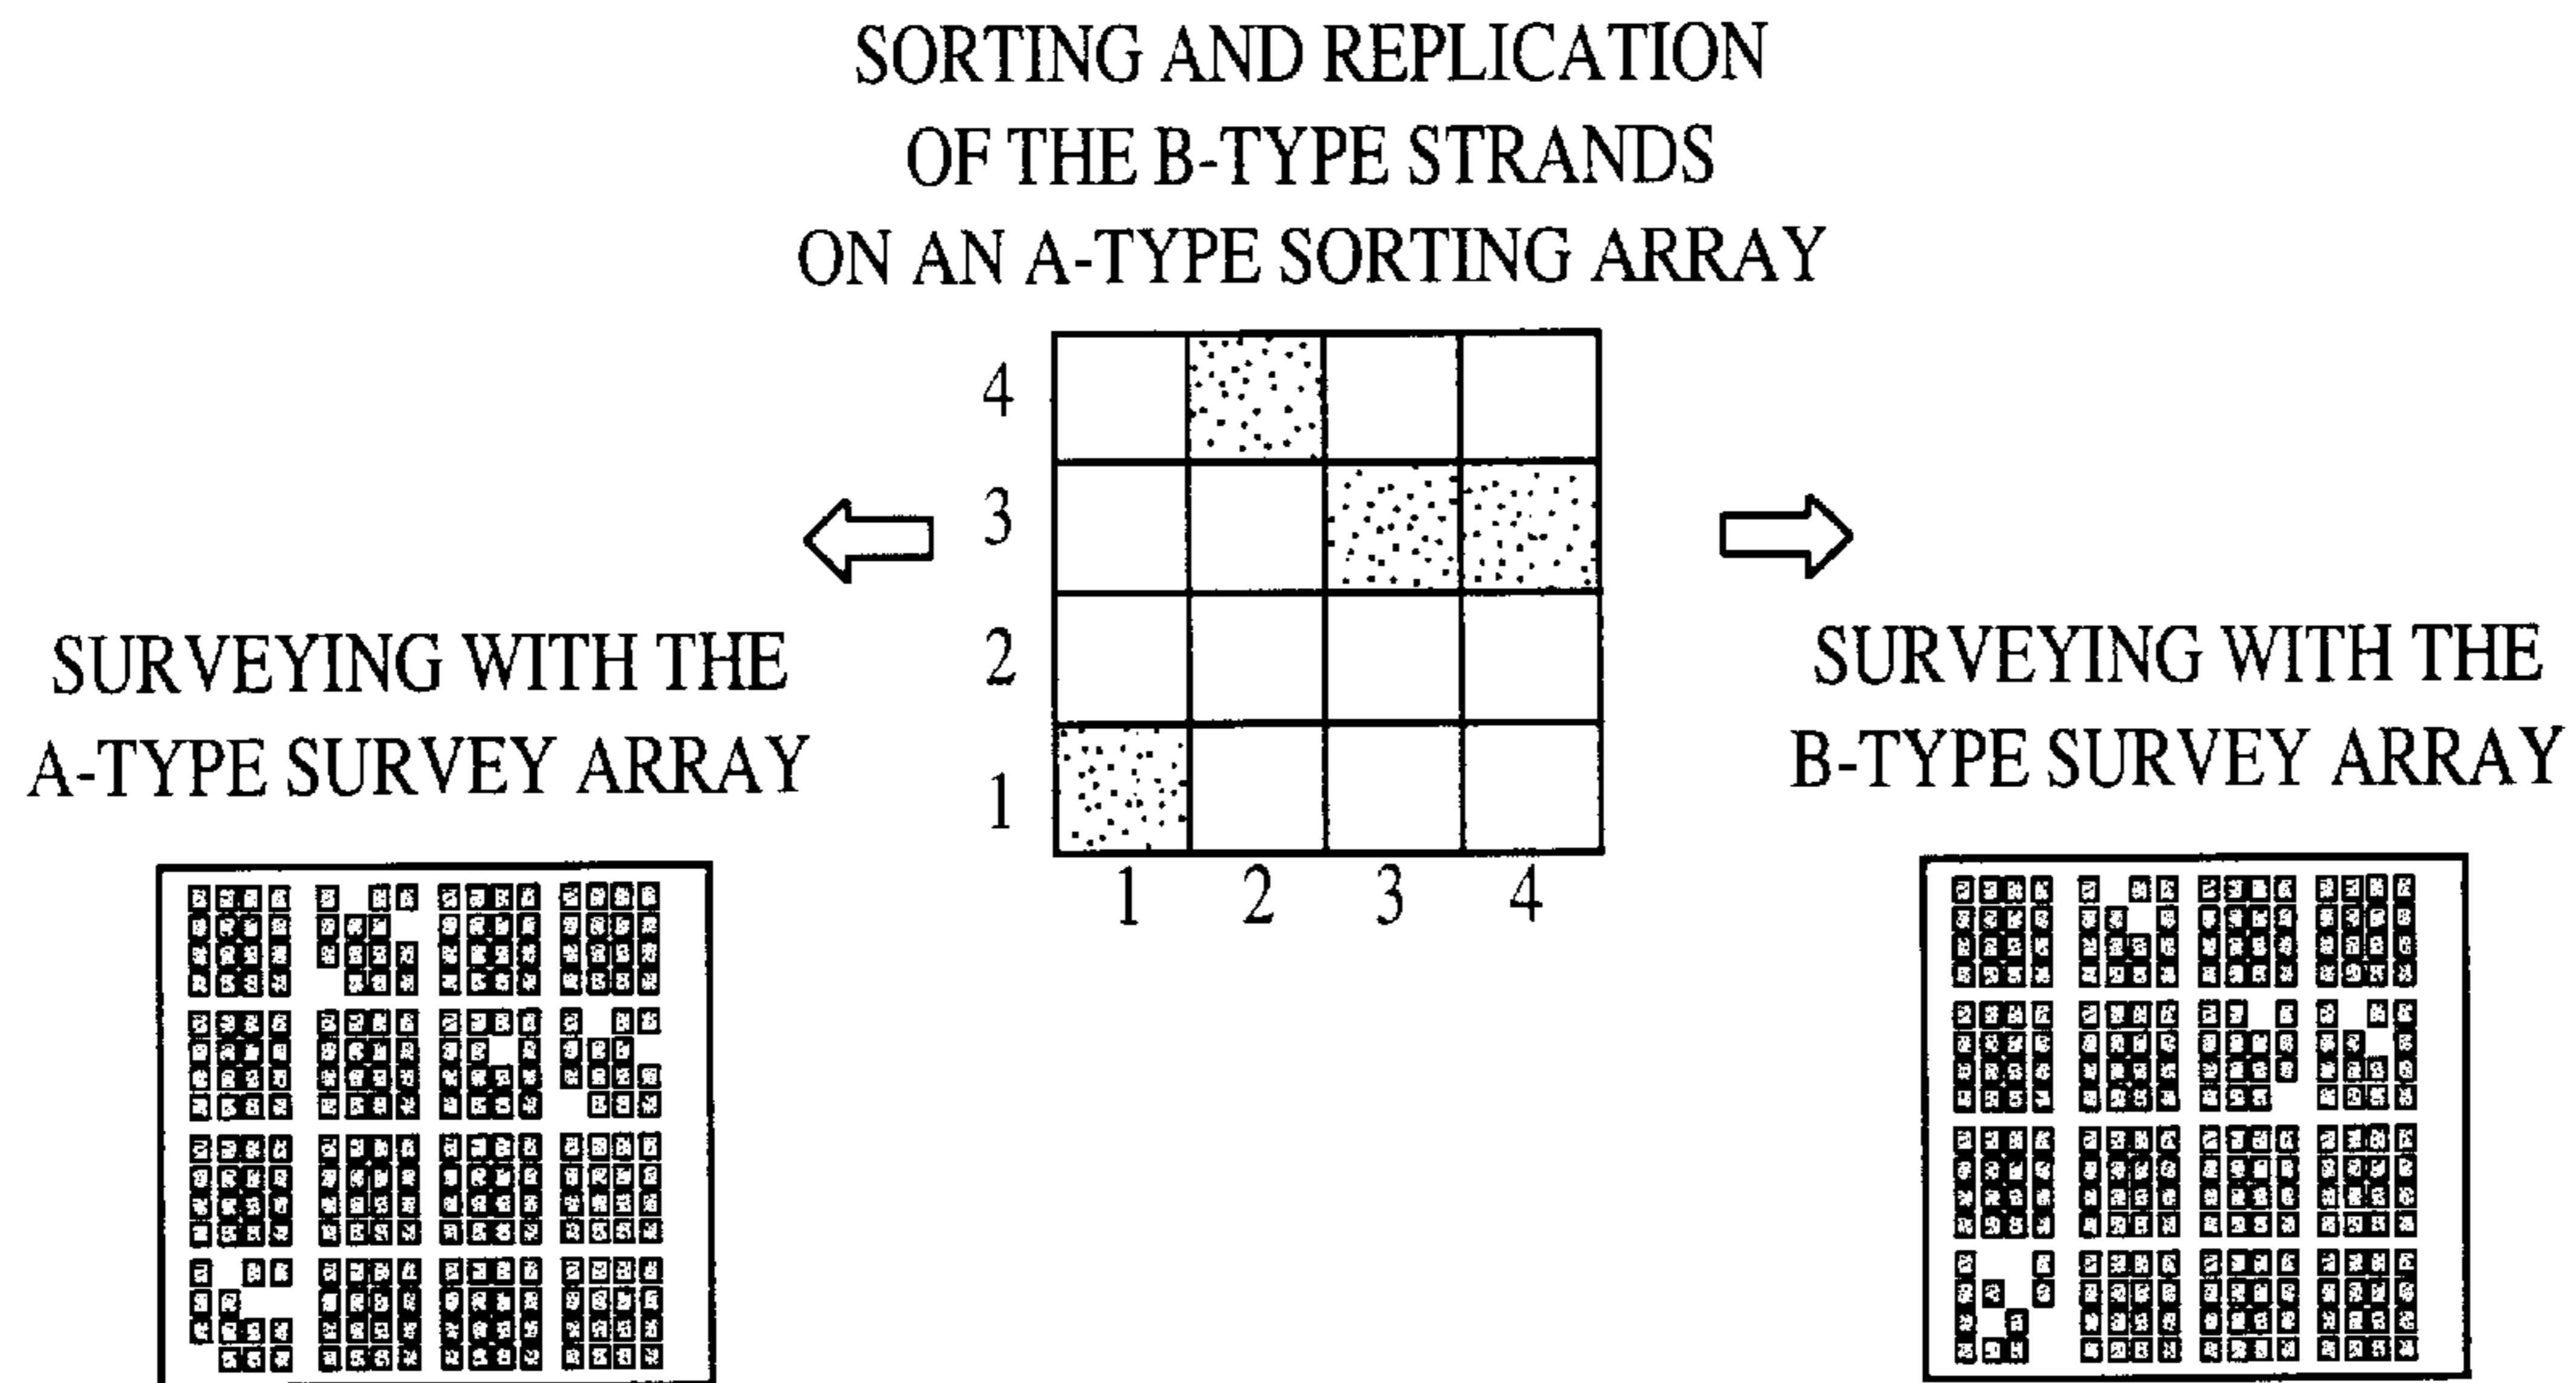 SORTING AND REPLICATION
OF THE B-TYPE STRANDS
ON AN A-TYPE SORTING ARRAY
4
3
2
1
1 2 3 4
SURVEYING WITH THE
A-TYPE SURVEY ARRAY
SURVEYING WITH THE
B-TYPE SURVEY ARRAY